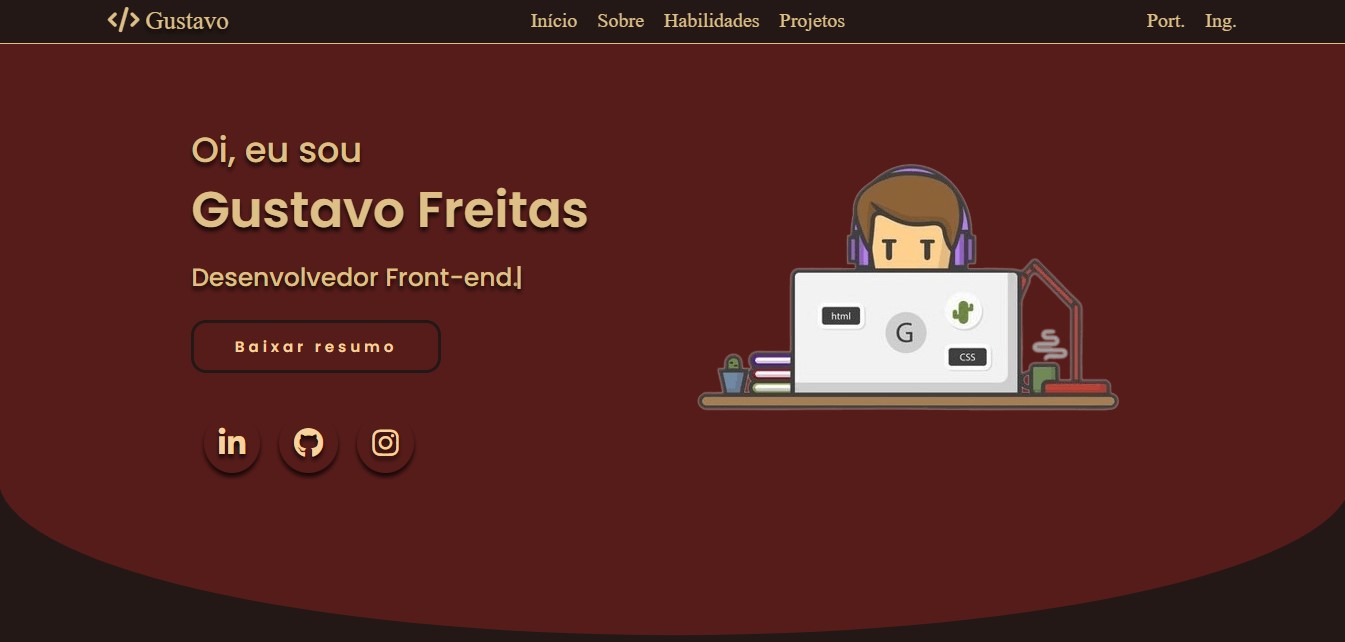 </> Gustavo
Início Sobre Habilidades Projetos
Port. Ing.
Oi, eu sou
Gustavo Freitas
Desenvolvedor Front-end.|
Baixar resumo
in
html
G
CSS